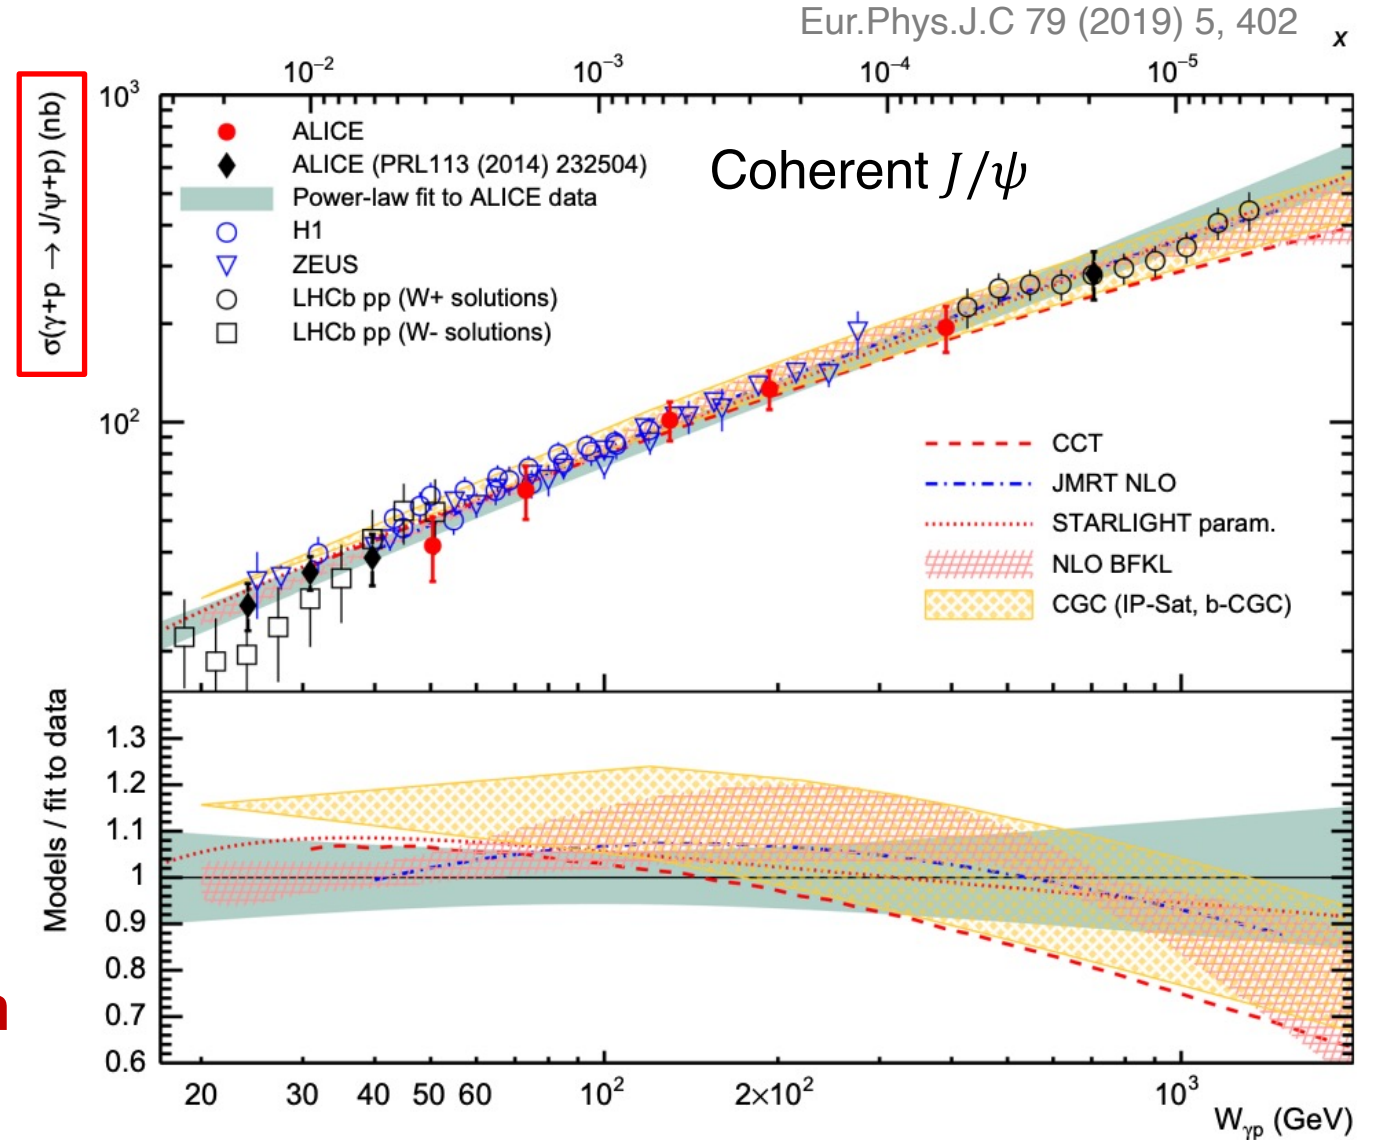 Eur.Phys.J.C 79 (2019) 5, 402
x
10⁻² 10⁻³ 10⁻⁴ 10⁻⁵
σ(γ+p → J/ψ+p) (nb)
10³
10²
ALICE
ALICE (PRL113 (2014) 232504)
Power-law fit to ALICE data
H1
ZEUS
LHCb pp (W+ solutions)
LHCb pp (W- solutions)
Coherent J/ψ
CCT
JMRT NLO
STARLIGHT param.
NLO BFKL
CGC (IP-Sat, b-CGC)
Models / fit to data
1.3
1.2
1.1
1
0.9
0.8
0.7
0.6
20 30 40 50 60 10² 2×10² 10³
W_γp (GeV)